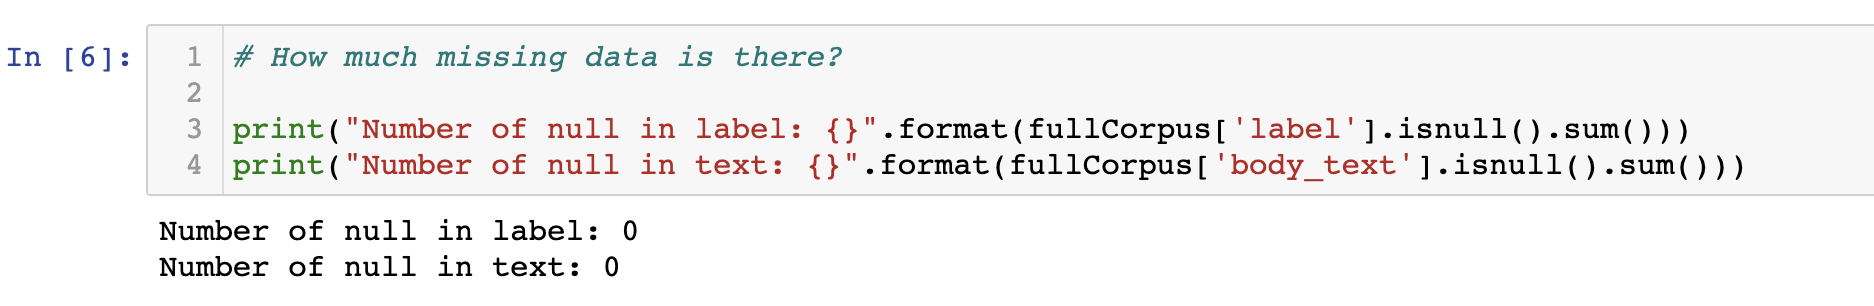 In [6]:
1 # How much missing data is there?
2
3 print("Number of null in label: {}".format(fullCorpus['label'].isnull().sum()))
4 print("Number of null in text: {}".format(fullCorpus['body_text'].isnull().sum()))
Number of null in label: 0
Number of null in text: 0